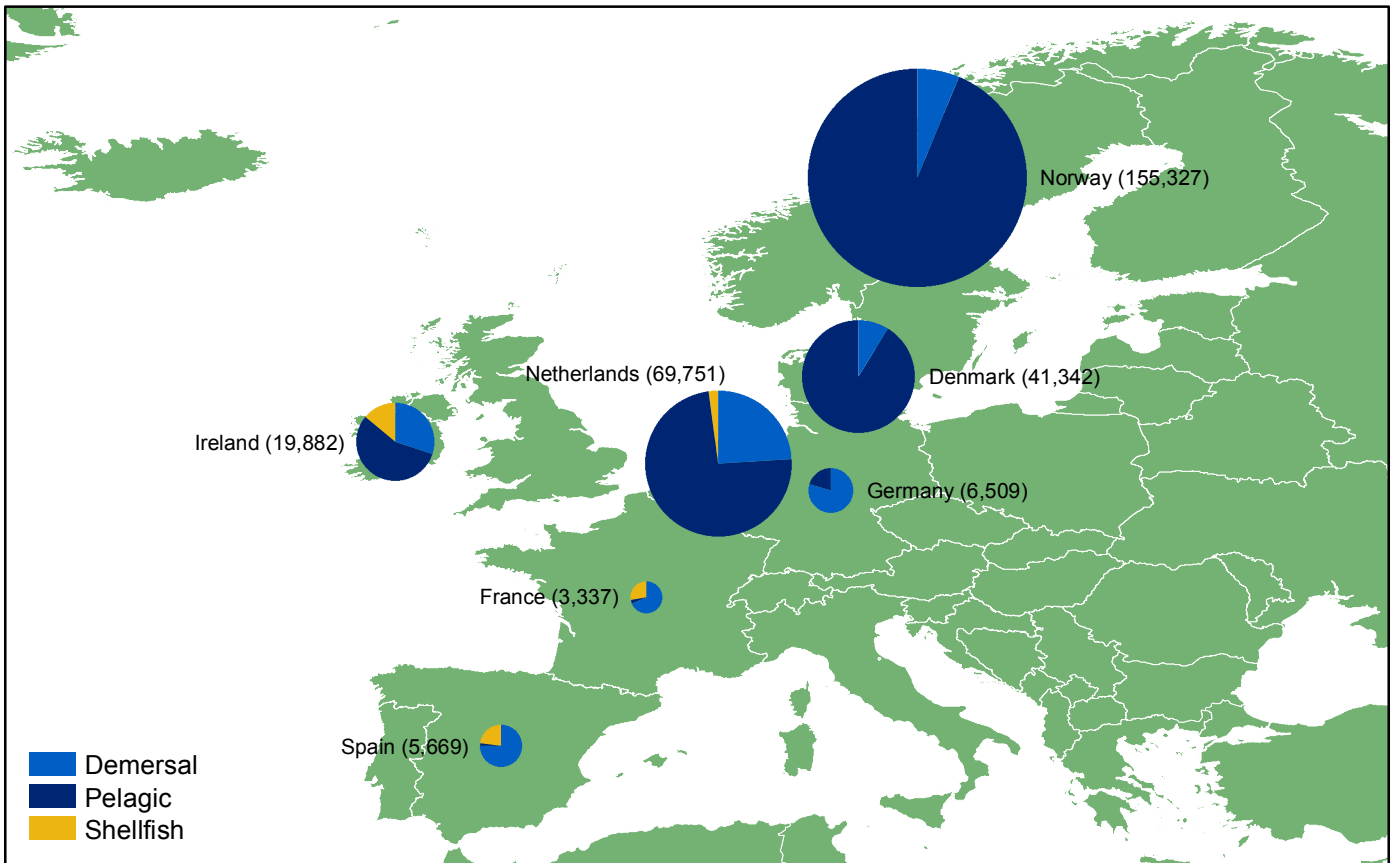 Norway (155,327)
Netherlands (69,751)
Denmark (41,342)
Ireland (19,882)
Germany (6,509)
France (3,337)
Spain (5,669)
Demersal
Pelagic
Shellfish